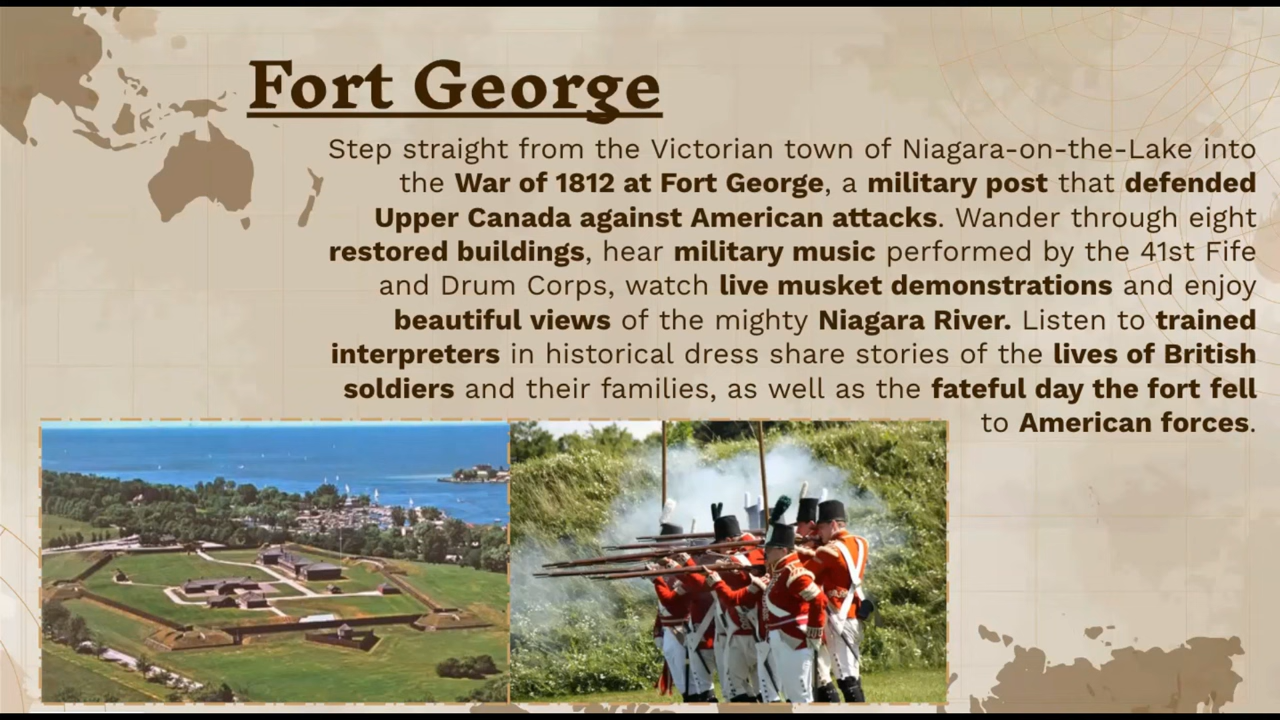 Fort George
Step straight from the Victorian town of Niagara-on-the-Lake into
the War of 1812 at Fort George, a military post that defended
Upper Canada against American attacks. Wander through eight
restored buildings, hear military music performed by the 41st Fife
and Drum Corps, watch live musket demonstrations and enjoy
beautiful views of the mighty Niagara River. Listen to trained
interpreters in historical dress share stories of the lives of British
soldiers and their families, as well as the fateful day the fort fell
to American forces.